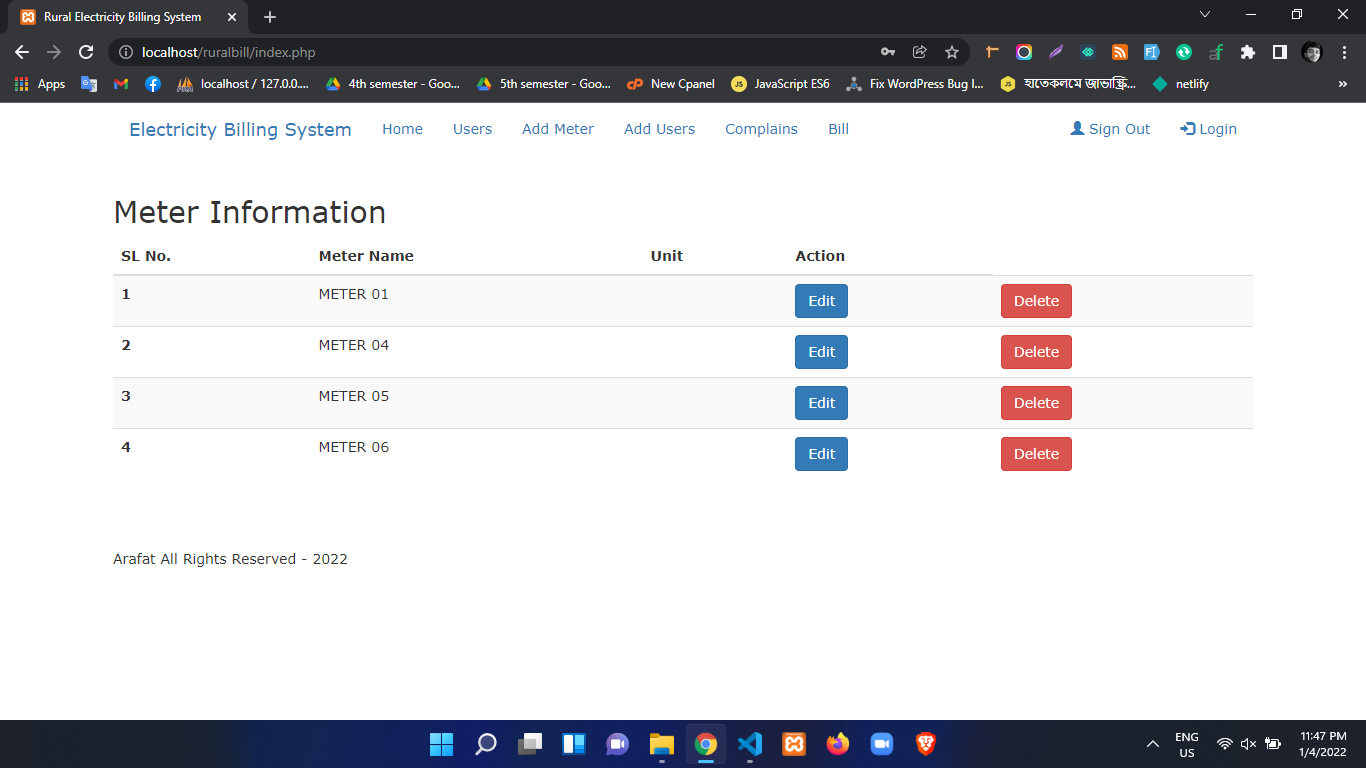 Rural Electricity Billing System
localhost/ruralbill/index.php
Apps localhost / 127.0.0.... 4th semester - Goo... 5th semester - Goo... New Cpanel JavaScript ES6 Fix WordPress Bug I... হাতেকলমে জাভাস্ক্রি... netlify
Electricity Billing System Home Users Add Meter Add Users Complains Bill Sign Out Login
Meter Information
SL No. Meter Name Unit Action
1 METER 01 Edit Delete
2 METER 04 Edit Delete
3 METER 05 Edit Delete
4 METER 06 Edit Delete
Arafat All Rights Reserved - 2022
ENG 11:47 PM
US 1/4/2022